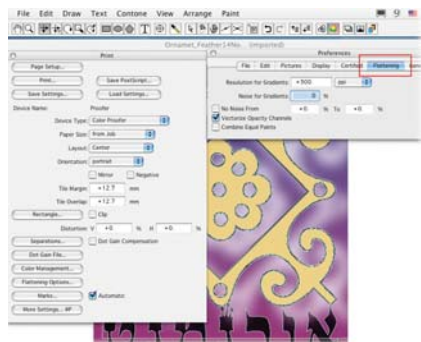 File Edit Draw Text Contone View Arrange Paint
Print
Page Setup...
Print... Save PostScript...
Save Settings... Load Settings...
Device Name: Proofer
Device Type: Color Proofer
Paper Size: from Job
Layout: Center
Orientation: portrait
Mirror Negative
Tile Margin: +12.7 mm
Tile Overlap: +12.7 mm
Rectangle... Clip
Distortion: V +0 % H +0 %
Separations... Dot Gain Compensation
Dot Gain File...
Color Management...
Flattening Options...
Marks... Automatic
More Settings...
Preferences
File Edit Pictures Display Certified Flattening
Resolution for Gradients: +300 ppi
Noise for Gradients: 0 %
No Noise From +0 % To +0 %
Vectorize Opacity Channels
Combine Equal Paints